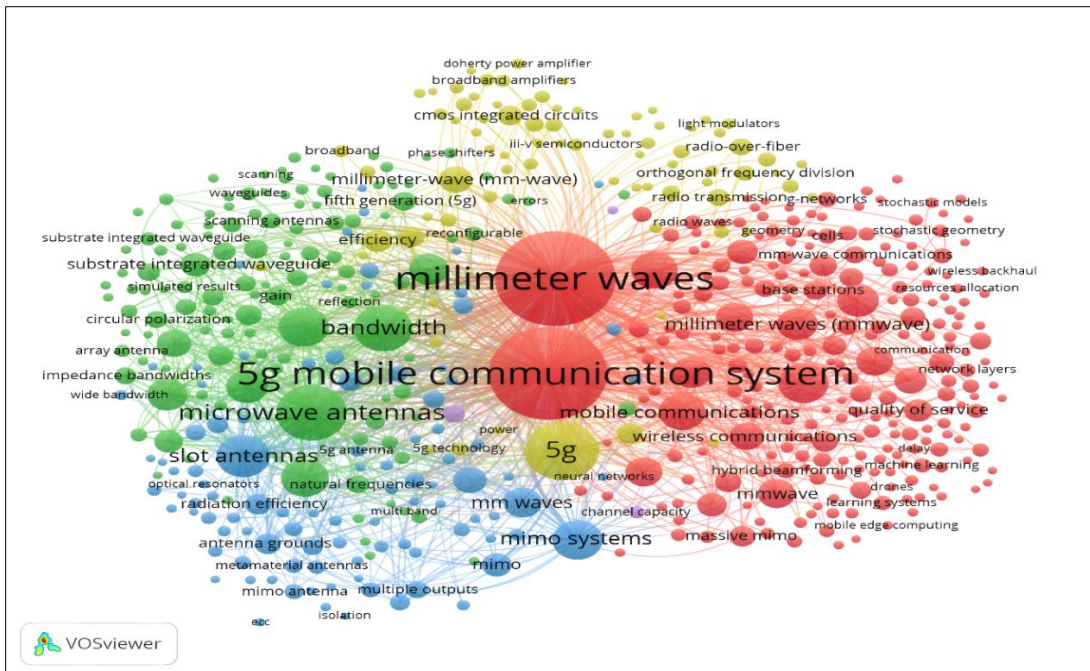 doherty power amplifier
broadband amplifiers
cmos integrated circuits
light modulators
iii-v semiconductors
radio-over-fiber
broadband
phase shifters
scanning
millimeter-wave (mm-wave)
orthogonal frequency division
waveguides
fifth generation (5g)
errors
radio transmission
g-networks
stochastic models
scanning antennas
radio waves
geometry
cells
stochastic geometry
substrate integrated waveguide
efficiency
reconfigurable
mm-wave communications
substrate integrated waveguide
millimeter waves
wireless backhaul
simulated results
gain
reflection
base stations
resources allocation
circular polarization
bandwidth
millimeter waves (mmwave)
array antenna
communication
impedance bandwidths
5g mobile communication system
network layers
wide bandwidth
microwave antennas
mobile communications
quality of service
power
wireless communications
slot antennas
5g antenna
5g technology
5g
delay
optical resonators
natural frequencies
neural networks
hybrid beamforming
machine learning
radiation efficiency
mm waves
mmwave
drones
learning systems
multi band
channel capacity
mobile edge computing
antenna grounds
mimo systems
massive mimo
metamaterial antennas
mimo
mimo antenna
multiple outputs
isolation
ecc
VOSviewer